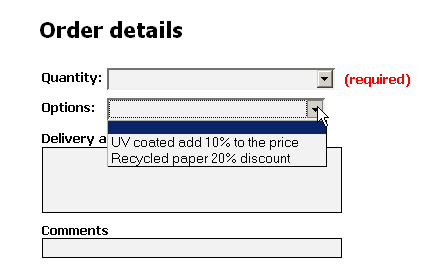 Order details
Quantity:
(required)
Options:
UV coated add 10% to the price
Recycled paper 20% discount
Delivery a
Comments